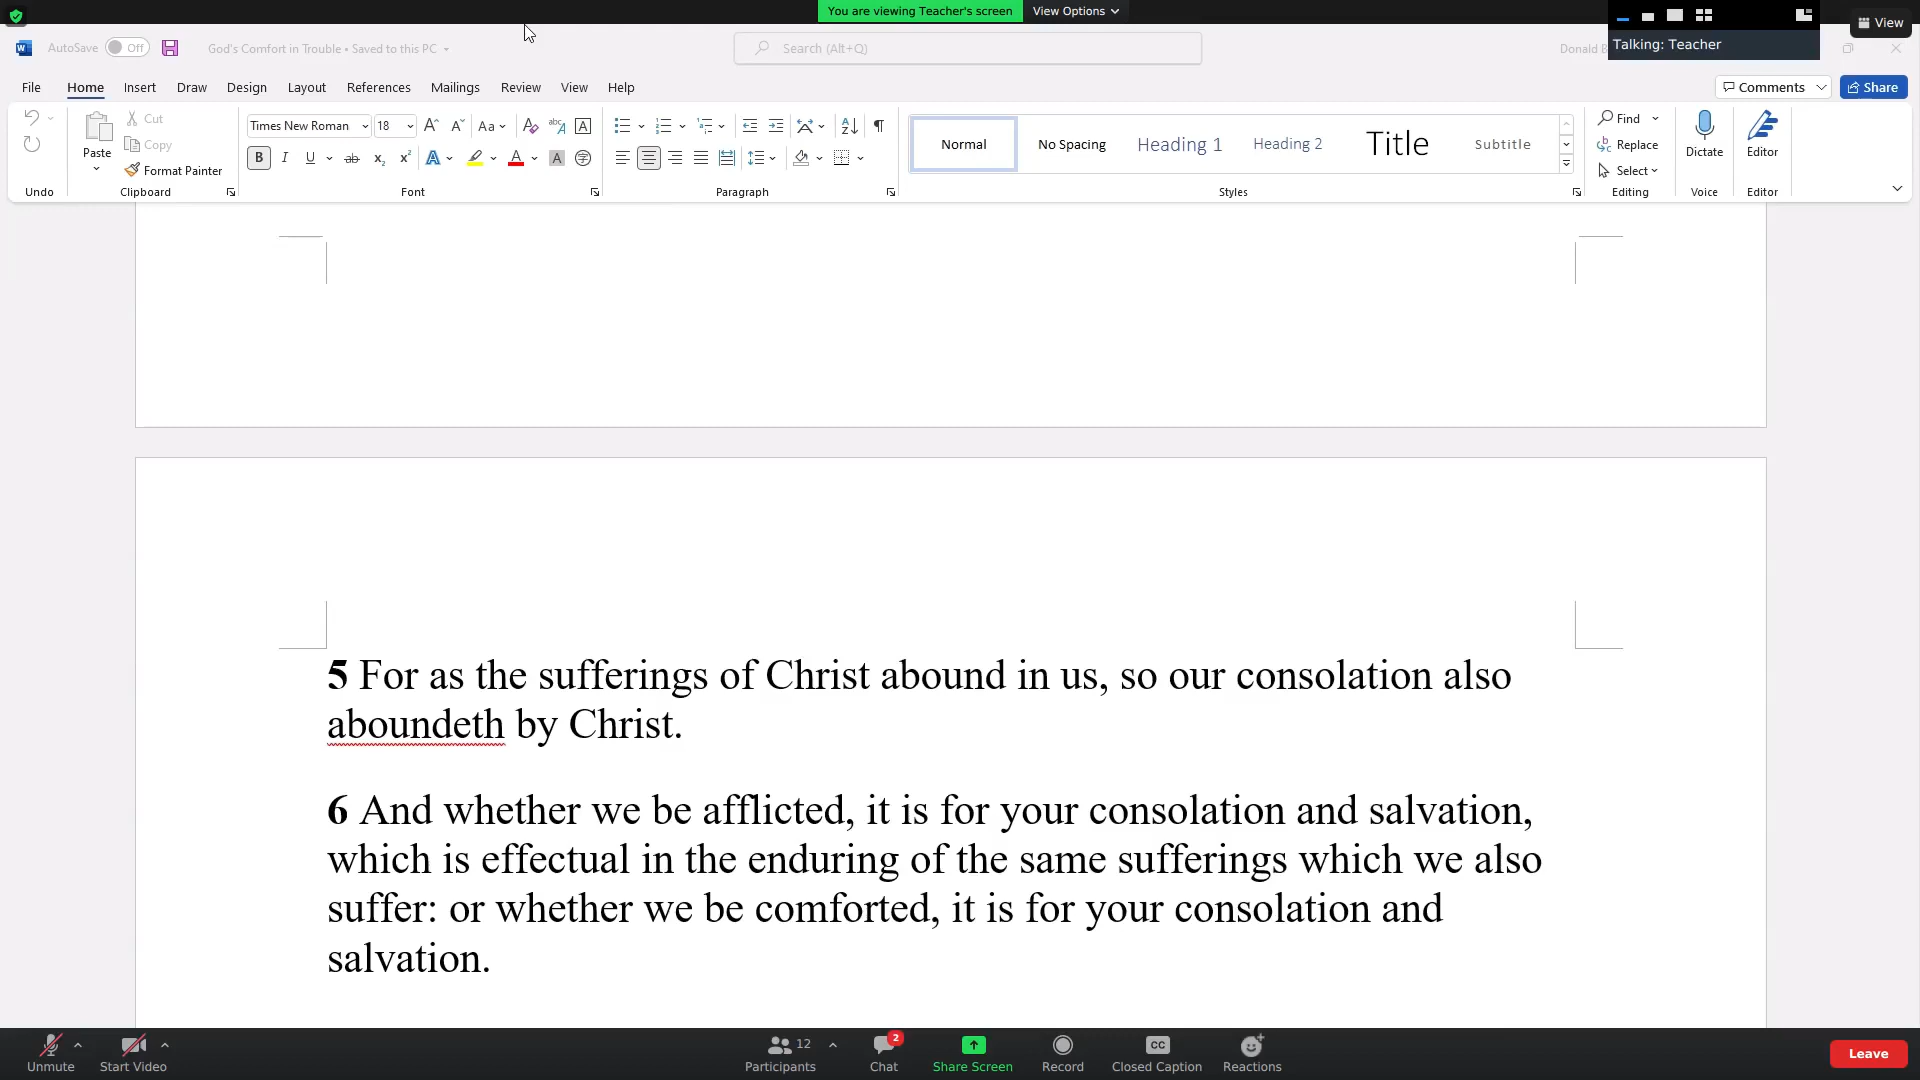 You are viewing Teacher's screen View Options
View
Talking: Teacher
AutoSave Off God's Comfort in Trouble • Saved to this PC Search (Alt+Q)
File Home Insert Draw Design Layout References Mailings Review View Help Comments Share
Paste Cut Copy Format Painter
Times New Roman 18
Normal No Spacing Heading 1 Heading 2 Title Subtitle
Find Replace Select
Dictate Editor
Undo Clipboard Font Paragraph Styles Editing Voice Editor
5 For as the sufferings of Christ abound in us, so our consolation also
aboundeth by Christ.
6 And whether we be afflicted, it is for your consolation and salvation,
which is effectual in the enduring of the same sufferings which we also
suffer: or whether we be comforted, it is for your consolation and
salvation.
Unmute Start Video 12 Participants 2 Chat Share Screen Record CC Closed Caption Reactions Leave